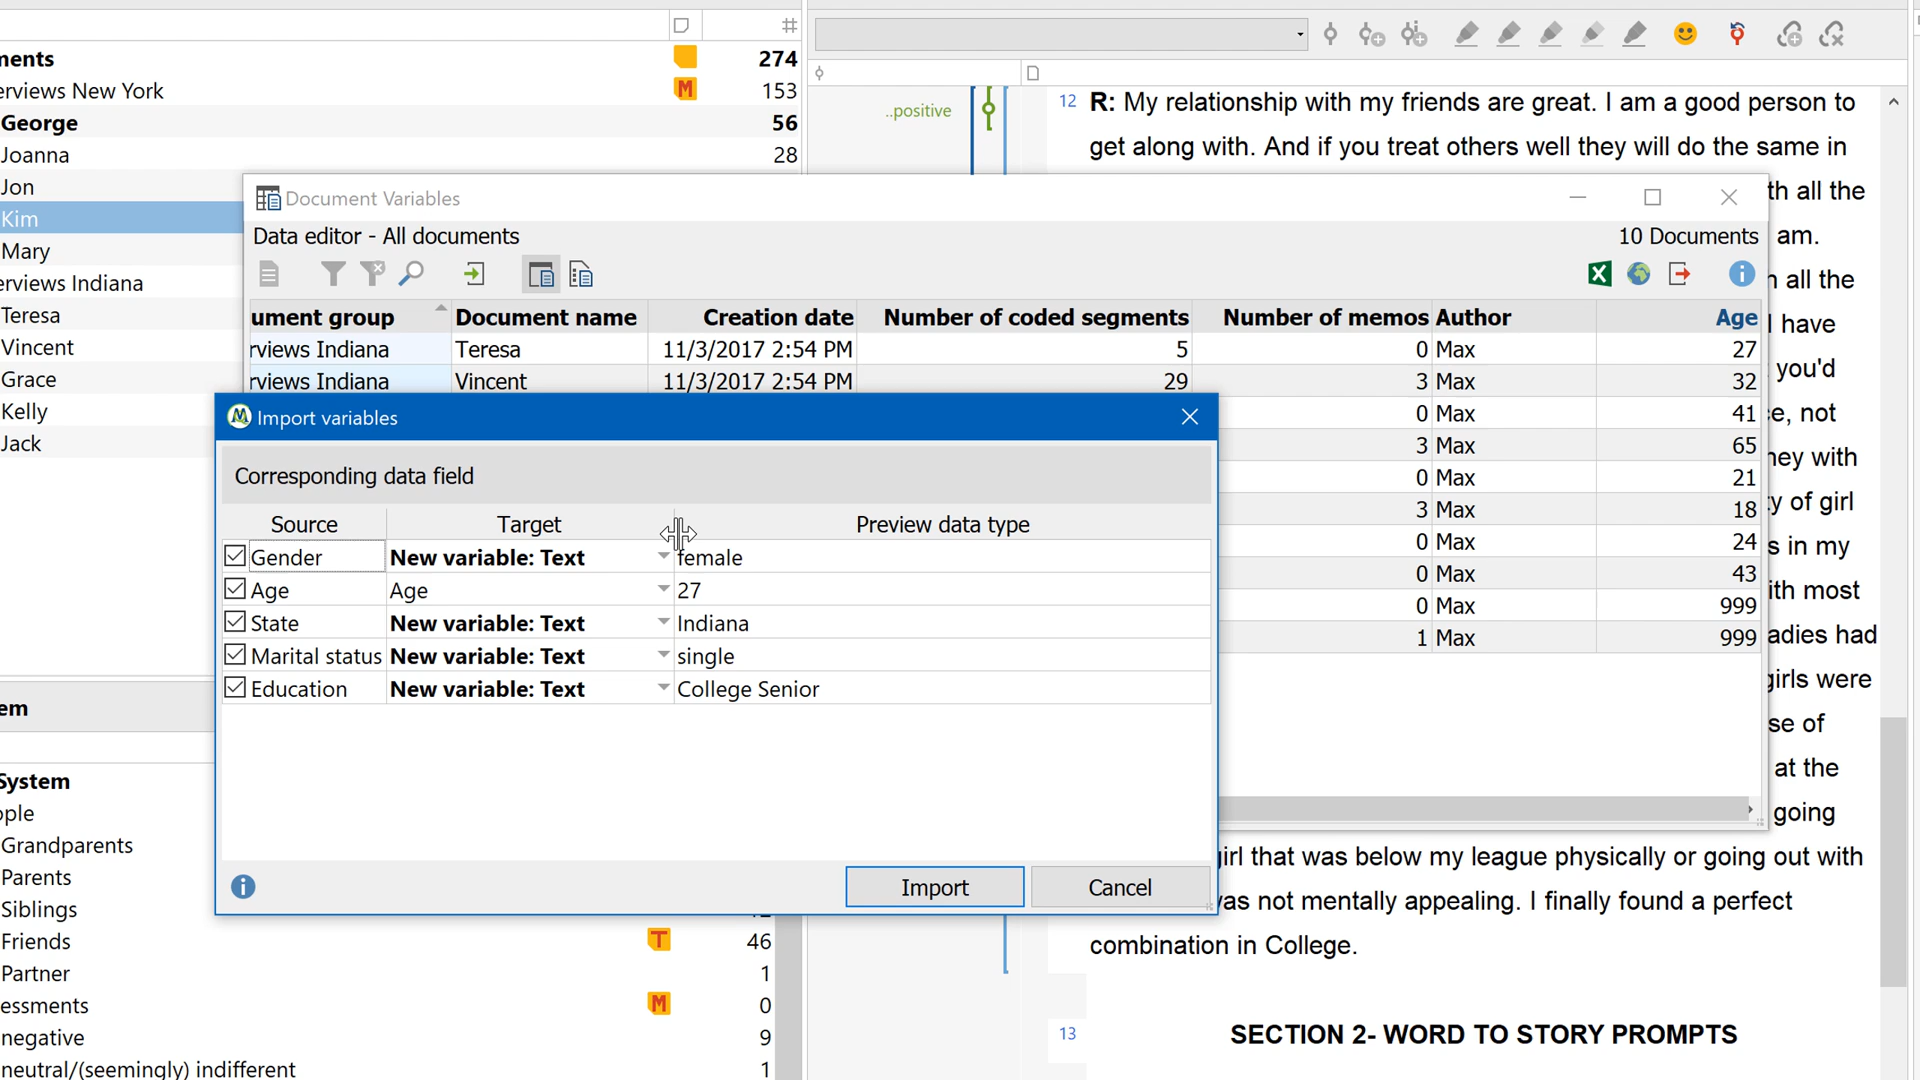 #
ments 274
erviews New York M 153
George 56
Joanna 28
Jon
Kim
Mary
erviews Indiana
Teresa
Vincent
Grace
Kelly
Jack
em
System
ople
Grandparents
Parents
Siblings
Friends T 46
Partner 1
essments M 0
negative 9
neutral/(seemingly) indifferent 1
..positive
12 R: My relationship with my friends are great. I am a good person to
get along with. And if you treat others well they will do the same in
th all the
am.
n all the
I have
you'd
ce, not
hey with
ty of girl
s in my
ith most
adies had
girls were
se of
at the
going
girl that was below my league physically or going out with
was not mentally appealing. I finally found a perfect
combination in College.
13 SECTION 2- WORD TO STORY PROMPTS
Document Variables
Data editor - All documents 10 Documents
ument group Document name Creation date Number of coded segments Number of memos Author Age
rviews Indiana Teresa 11/3/2017 2:54 PM 5 0 Max 27
rviews Indiana Vincent 11/3/2017 2:54 PM 29 3 Max 32
0 Max 41
3 Max 65
0 Max 21
3 Max 18
0 Max 24
0 Max 43
0 Max 999
1 Max 999
Import variables
Corresponding data field
Source Target Preview data type
Gender New variable: Text female
Age Age 27
State New variable: Text Indiana
Marital status New variable: Text single
Education New variable: Text College Senior
Import Cancel